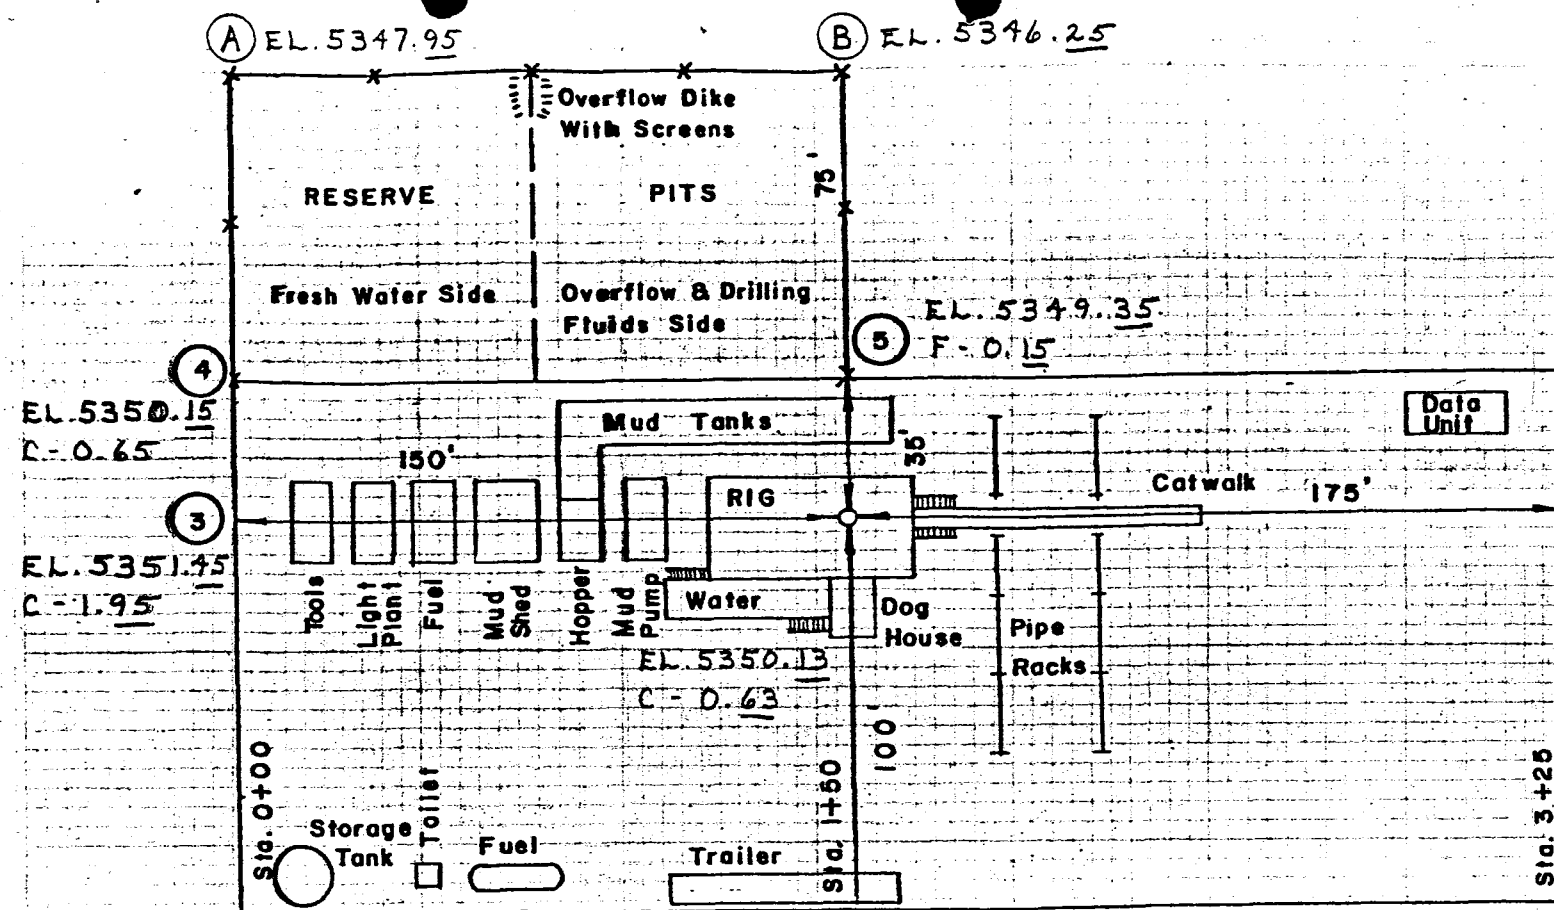 A EL. 5347.95
B EL. 5346.25
Overflow Dike
With Screens
75'
RESERVE
PITS
Fresh Water Side
Overflow & Drilling
Fluids Side
EL. 5349.35
F - 0.15
5
4
EL. 5350.15
C - 0.65
Mud Tanks
Data
Unit
35'
150'
RIG
Catwalk
175'
3
EL. 5351.45
C - 1.95
Tools
Light
Plant
Fuel
Mud
Shed
Hopper
Mud
Pump
Water
Dog
House
Pipe
Racks
EL. 5350.13
C - 0.63
100'
Sta. 0+00
Sta. 1+50
Sta. 3+25
Storage
Tank
Toilet
Fuel
Trailer